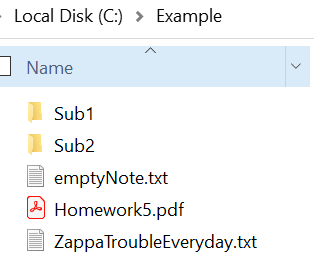 Local Disk (C:) > Example
Name
Sub1
Sub2
emptyNote.txt
Homework5.pdf
ZappaTroubleEveryday.txt